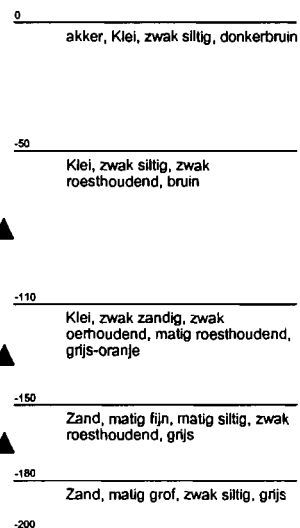 0
akker, Klei, zwak siltig, donkerbruin
-50
Klei, zwak siltig, zwak
roesthoudend, bruin
-110
Klei, zwak zandig, zwak
oerhoudend, matig roesthoudend,
grijs-oranje
-150
Zand, matig fijn, matig siltig, zwak
roesthoudend, grijs
-180
Zand, matig grof, zwak siltig, grijs
-200